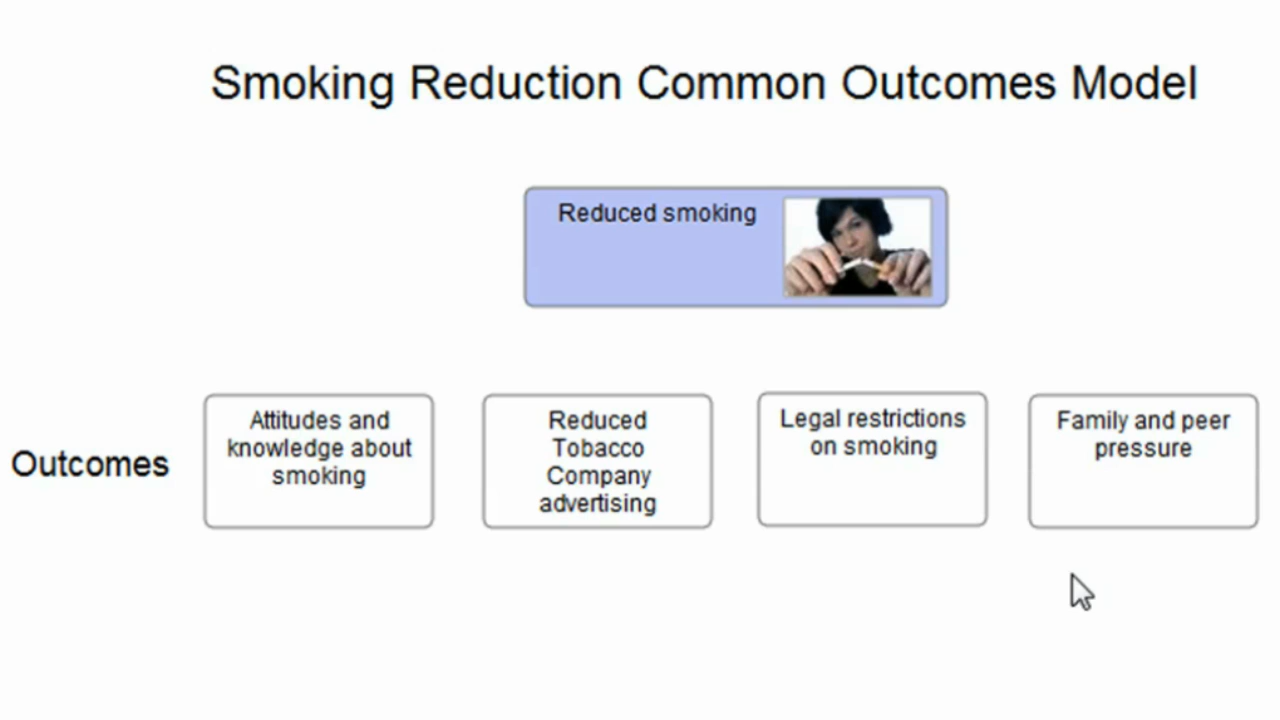 Smoking Reduction Common Outcomes Model
Reduced smoking
Outcomes
Attitudes and
knowledge about
smoking
Reduced
Tobacco
Company
advertising
Legal restrictions
on smoking
Family and peer
pressure